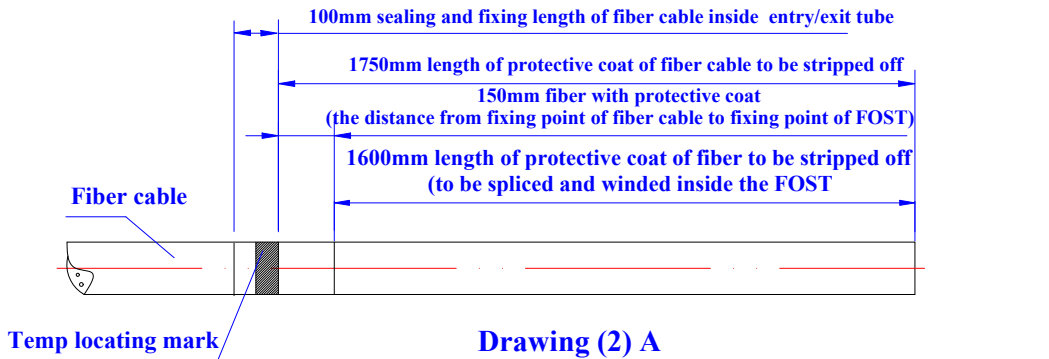 100mm sealing and fixing length of fiber cable inside entry/exit tube
1750mm length of protective coat of fiber cable to be stripped off
150mm fiber with protective coat
(the distance from fixing point of fiber cable to fixing point of FOST)
1600mm length of protective coat of fiber to be stripped off
(to be spliced and winded inside the FOST
Fiber cable
Temp locating mark
Drawing (2) A